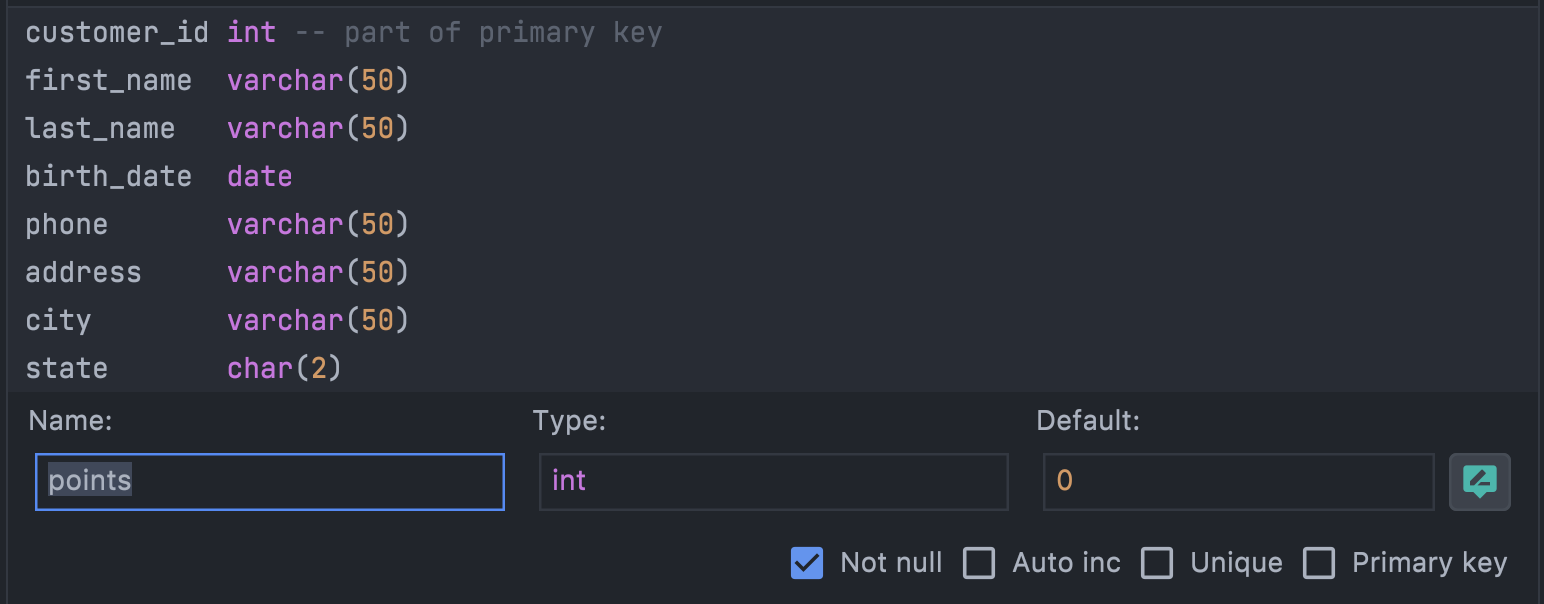 customer_id int -- part of primary key
first_name varchar(50)
last_name varchar(50)
birth_date date
phone varchar(50)
address varchar(50)
city varchar(50)
state char(2)
Name: Type: Default:
points int 0
Not null Auto inc Unique Primary key